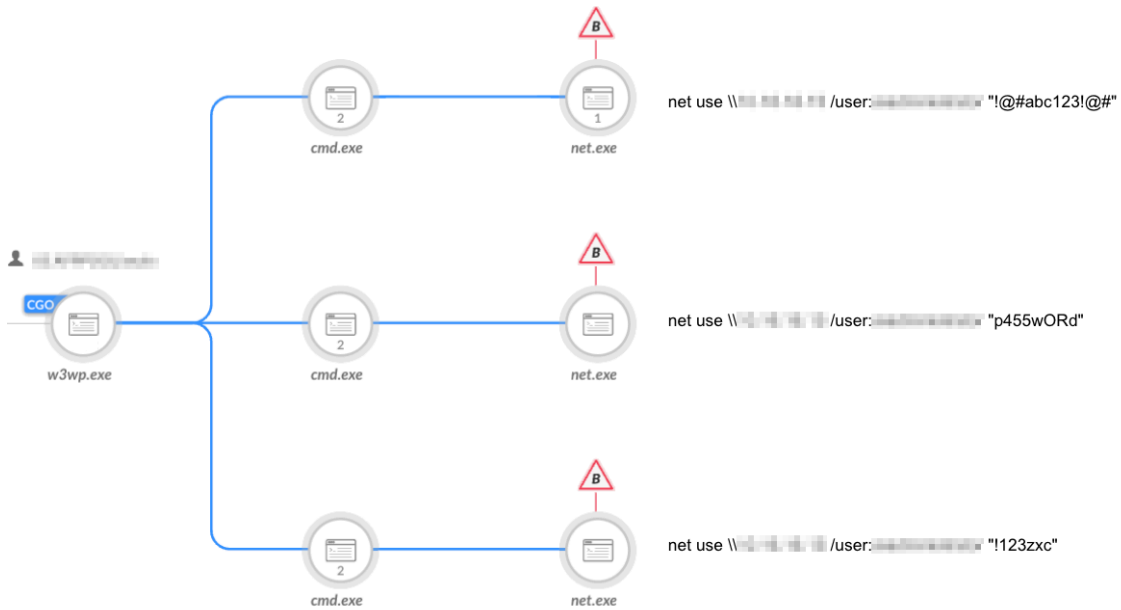 B
2
cmd.exe
1
net.exe
net use \\ /user: "!@#abc123!@#"
CGO
w3wp.exe
B
2
cmd.exe
net.exe
net use \\ /user: "p455wORd"
B
2
cmd.exe
net.exe
net use \\ /user: "!123zxc"